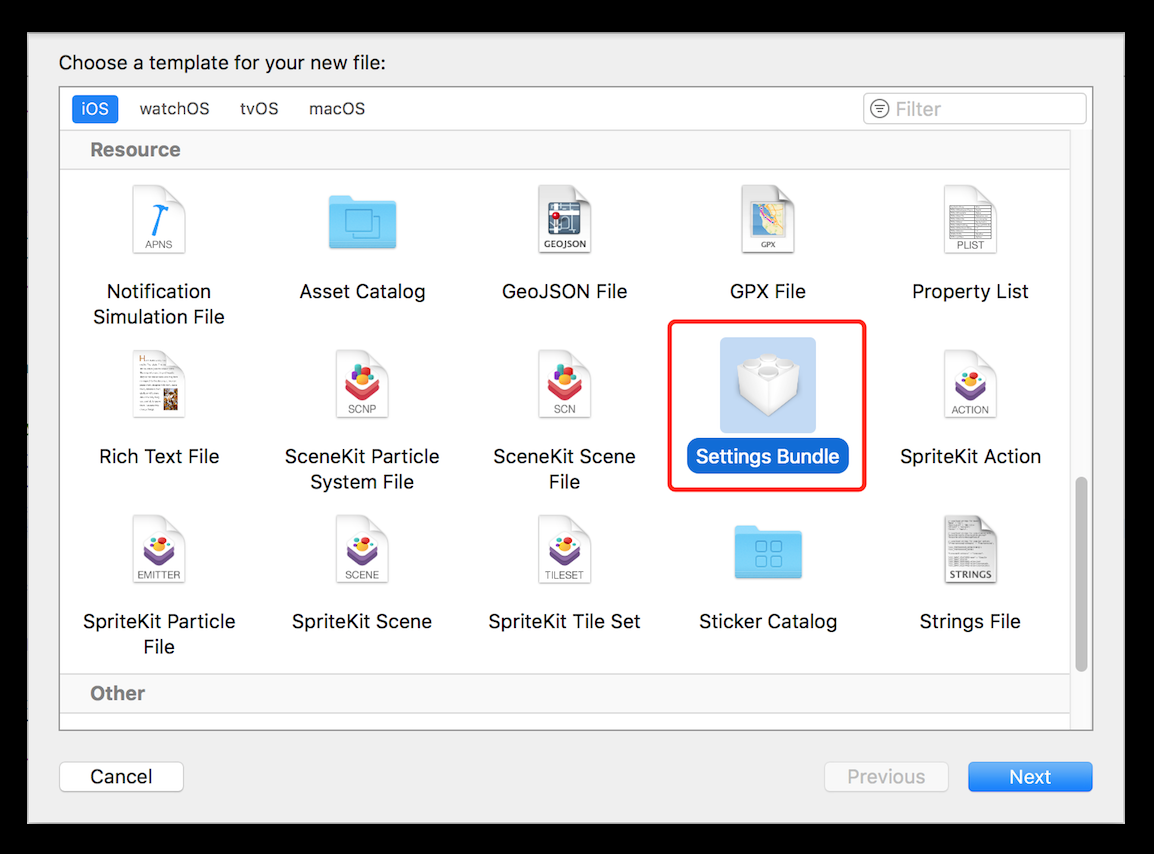 Choose a template for your new file:
iOS watchOS tvOS macOS Filter
Resource
APNS GEOJSON GPX PLIST
Notification Simulation File Asset Catalog GeoJSON File GPX File Property List
SCNP SCN ACTION
Rich Text File SceneKit Particle System File SceneKit Scene File Settings Bundle SpriteKit Action
EMITTER SCENE TILESET STRINGS
SpriteKit Particle File SpriteKit Scene SpriteKit Tile Set Sticker Catalog Strings File
Other
Cancel Previous Next